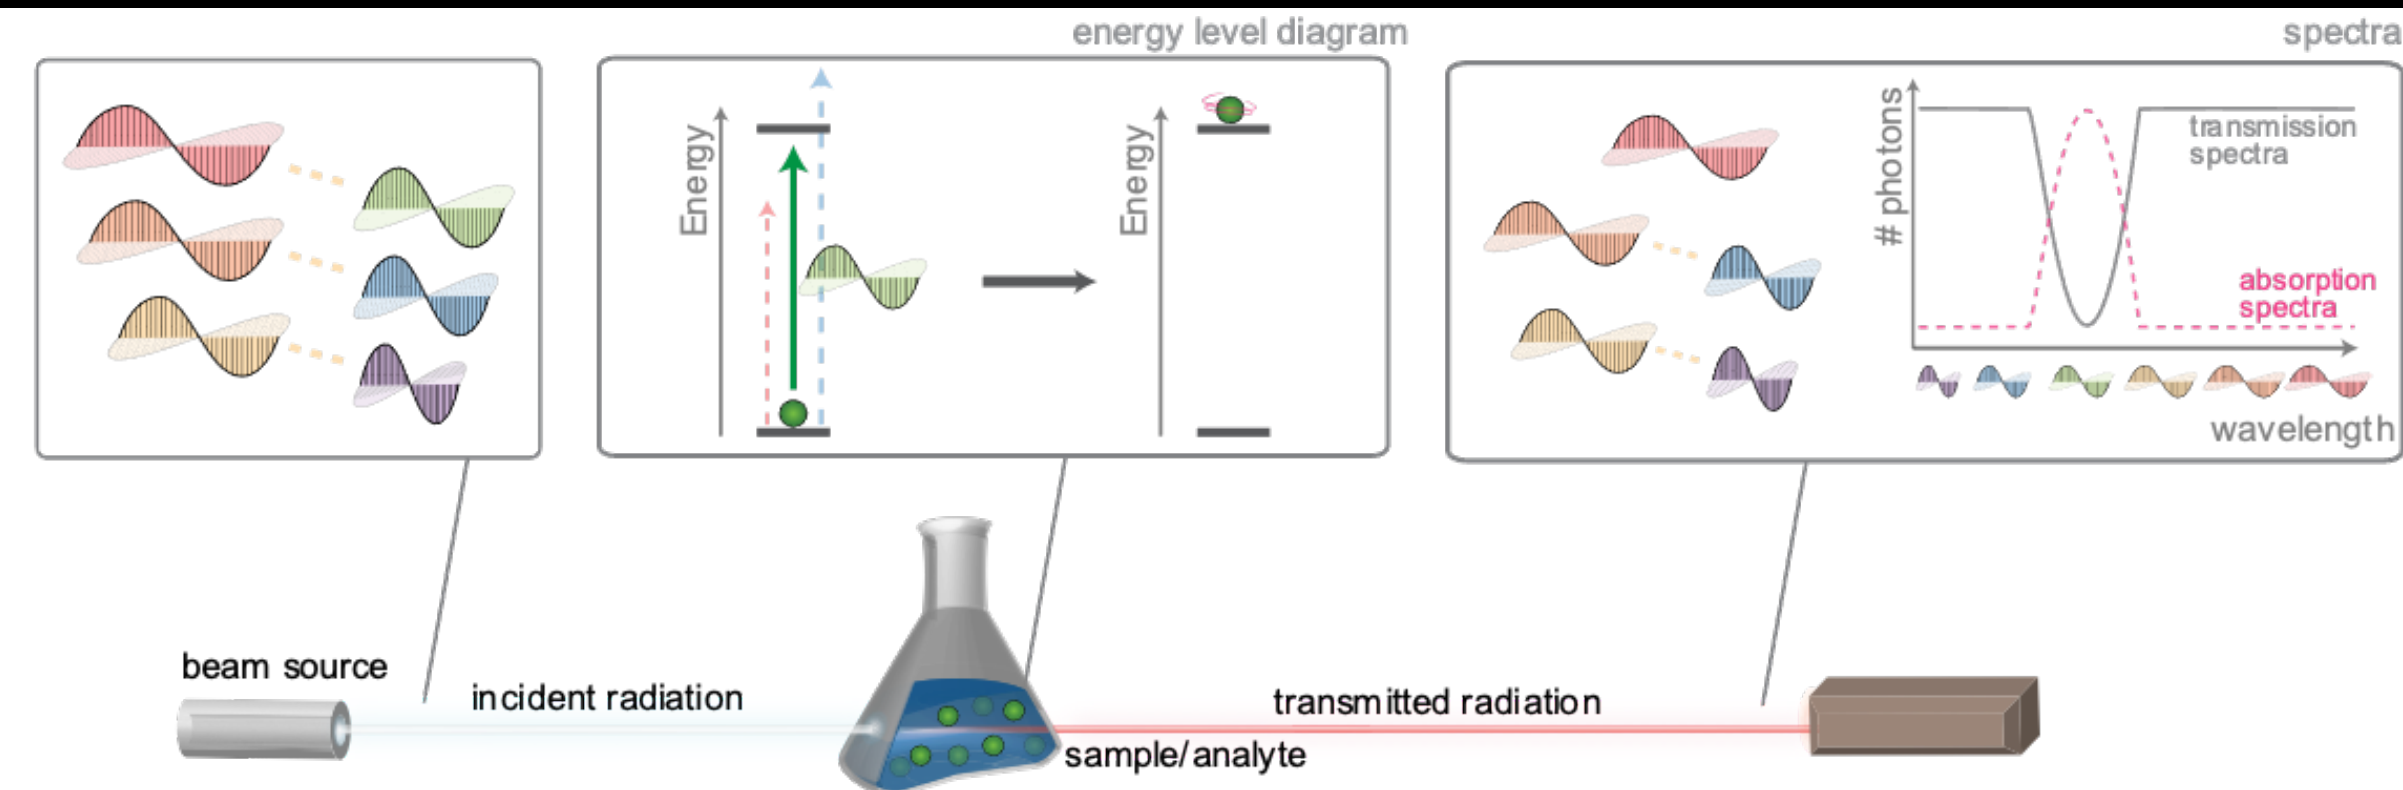 energy level diagram
spectra
Energy
Energy
# photons
transmission
spectra
absorption
spectra
wavelength
beam source
incident radiation
transmitted radiation
sample/analyte